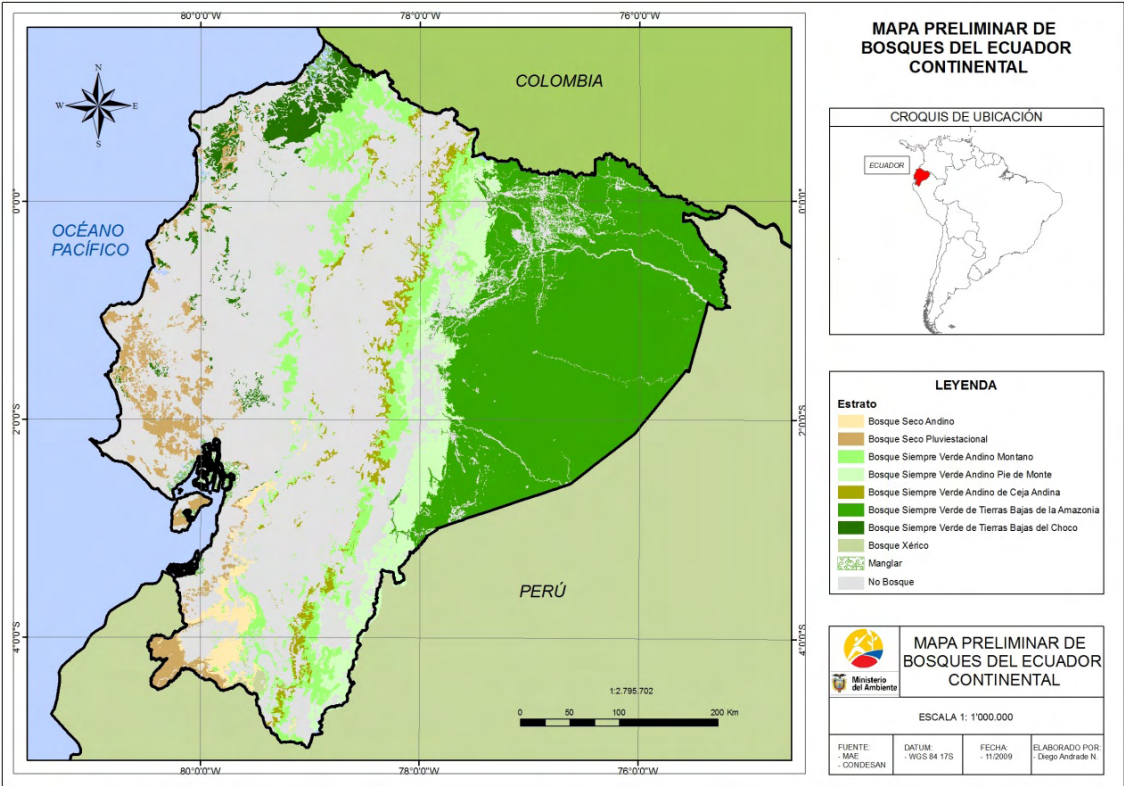 80°0'0"W
78°0'0"W
76°0'0"W
0°0'0"
2°0'0"S
4°0'0"S
N
W
E
S
COLOMBIA
OCÉANO
PACÍFICO
PERÚ
1:2.795.702
0 50 100 200 Km
0°0'0"
2°0'0"S
4°0'0"S
80°0'0"W
78°0'0"W
76°0'0"W
MAPA PRELIMINAR DE
BOSQUES DEL ECUADOR
CONTINENTAL
CROQUIS DE UBICACIÓN
ECUADOR
LEYENDA
Estrato
Bosque Seco Andino
Bosque Seco Pluviestacional
Bosque Siempre Verde Andino Montano
Bosque Siempre Verde Andino Pie de Monte
Bosque Siempre Verde Andino de Ceja Andina
Bosque Siempre Verde de Tierras Bajas de la Amazonia
Bosque Siempre Verde de Tierras Bajas del Choco
Bosque Xérico
Manglar
No Bosque
Ministerio
del Ambiente
MAPA PRELIMINAR DE
BOSQUES DEL ECUADOR
CONTINENTAL
ESCALA 1: 1'000.000
FUENTE:
- MAE
- CONDESAN
DATUM:
- WGS 84 17S
FECHA:
- 11/2009
ELABORADO POR:
- Diego Andrade N.